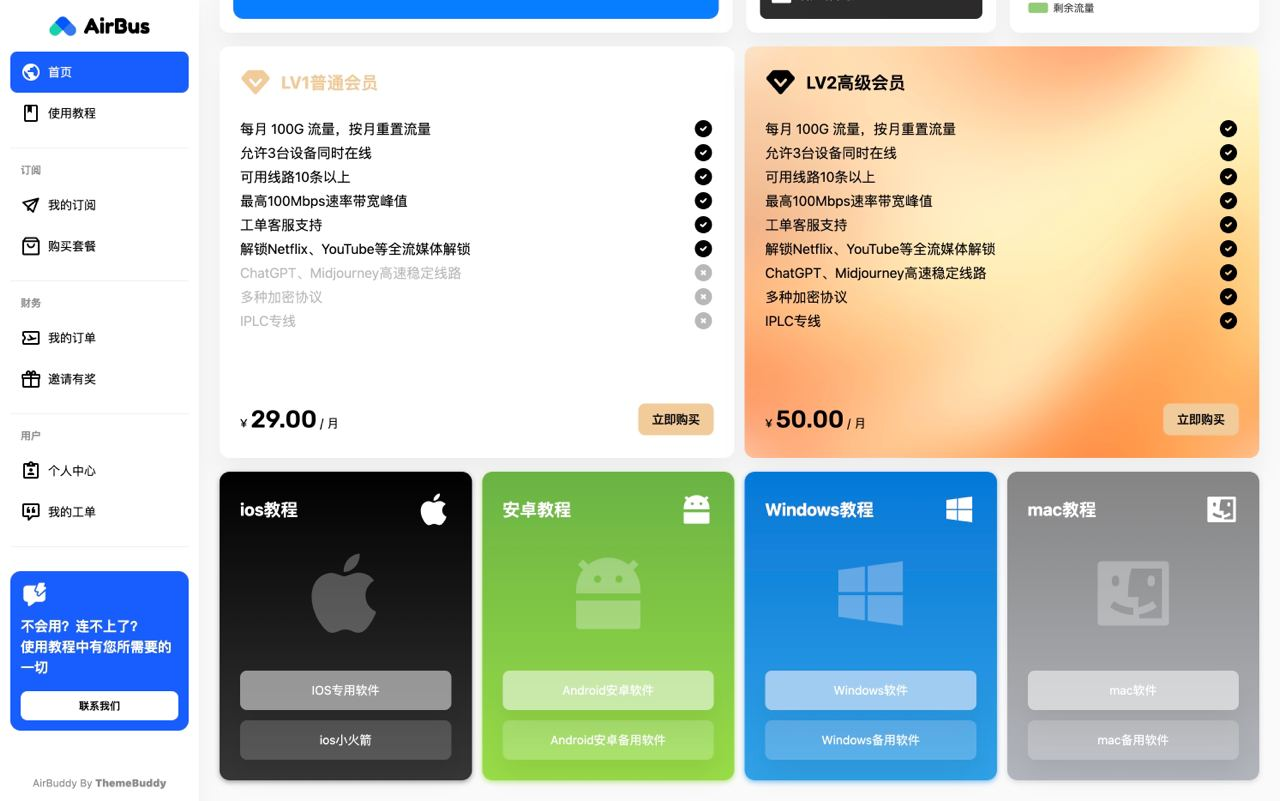 AirBus
首页
使用教程
订阅
我的订阅
购买套餐
财务
我的订单
邀请有奖
用户
个人中心
我的工单
不会用？连不上了？
使用教程中有您所需要的
一切
联系我们
AirBuddy By ThemeBuddy
剩余流量
LV1普通会员
每月 100G 流量，按月重置流量
允许3台设备同时在线
可用线路10条以上
最高100Mbps速率带宽峰值
工单客服支持
解锁Netflix、YouTube等全流媒体解锁
ChatGPT、Midjourney高速稳定线路
多种加密协议
IPLC专线
¥ 29.00 / 月
立即购买
LV2高级会员
每月 100G 流量，按月重置流量
允许3台设备同时在线
可用线路10条以上
最高100Mbps速率带宽峰值
工单客服支持
解锁Netflix、YouTube等全流媒体解锁
ChatGPT、Midjourney高速稳定线路
多种加密协议
IPLC专线
¥ 50.00 / 月
立即购买
ios教程
IOS专用软件
ios小火箭
安卓教程
Android安卓软件
Android安卓备用软件
Windows教程
Windows软件
Windows备用软件
mac教程
mac软件
mac备用软件